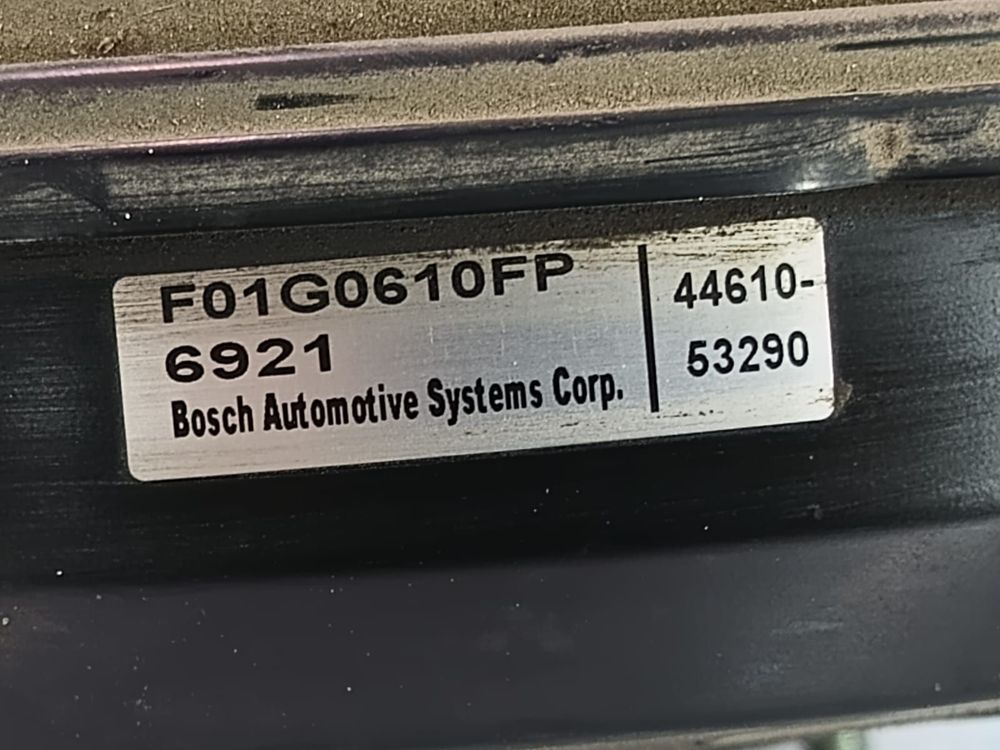 F01G0610FP
6921
Bosch Automotive Systems Corp.
44610-
53290